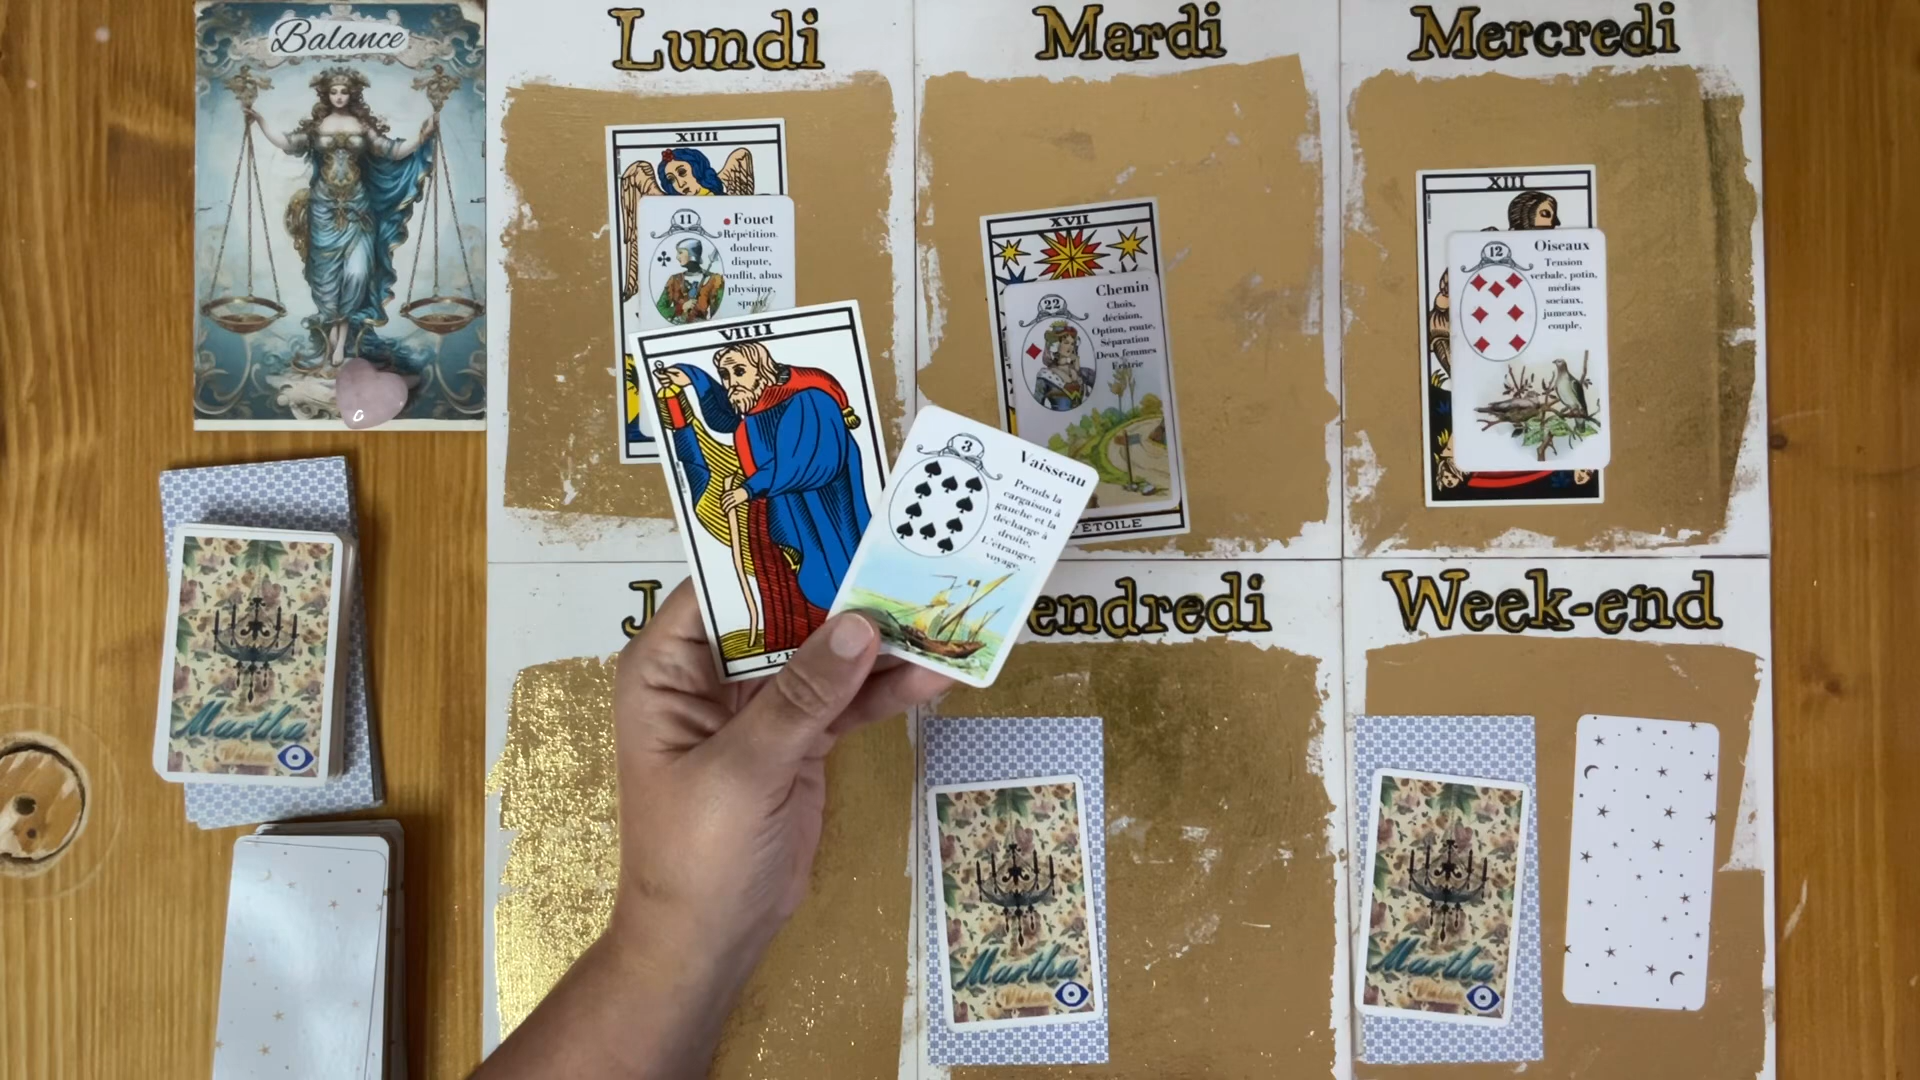 Balance
Lundi
Mardi
Mercredi
XIIII
11
Fouet
Répétition.
douleur,
dispute,
conflit, abus
physique,
sport
XVII
22
Chemin
Choix,
décision,
Option, route,
Séparation
Deux femmes
Fratrie
ÉTOILE
XIII
12
Oiseaux
Tension
verbale, potin,
médias
sociaux,
jumeaux,
couple,
VIIII
L'H
3
Vaisseau
Prends la
cargaison à
gauche et la
décharge à
droite,
L'étranger,
voyage,
J
endredi
Week-end
Martha
Martha
Martha